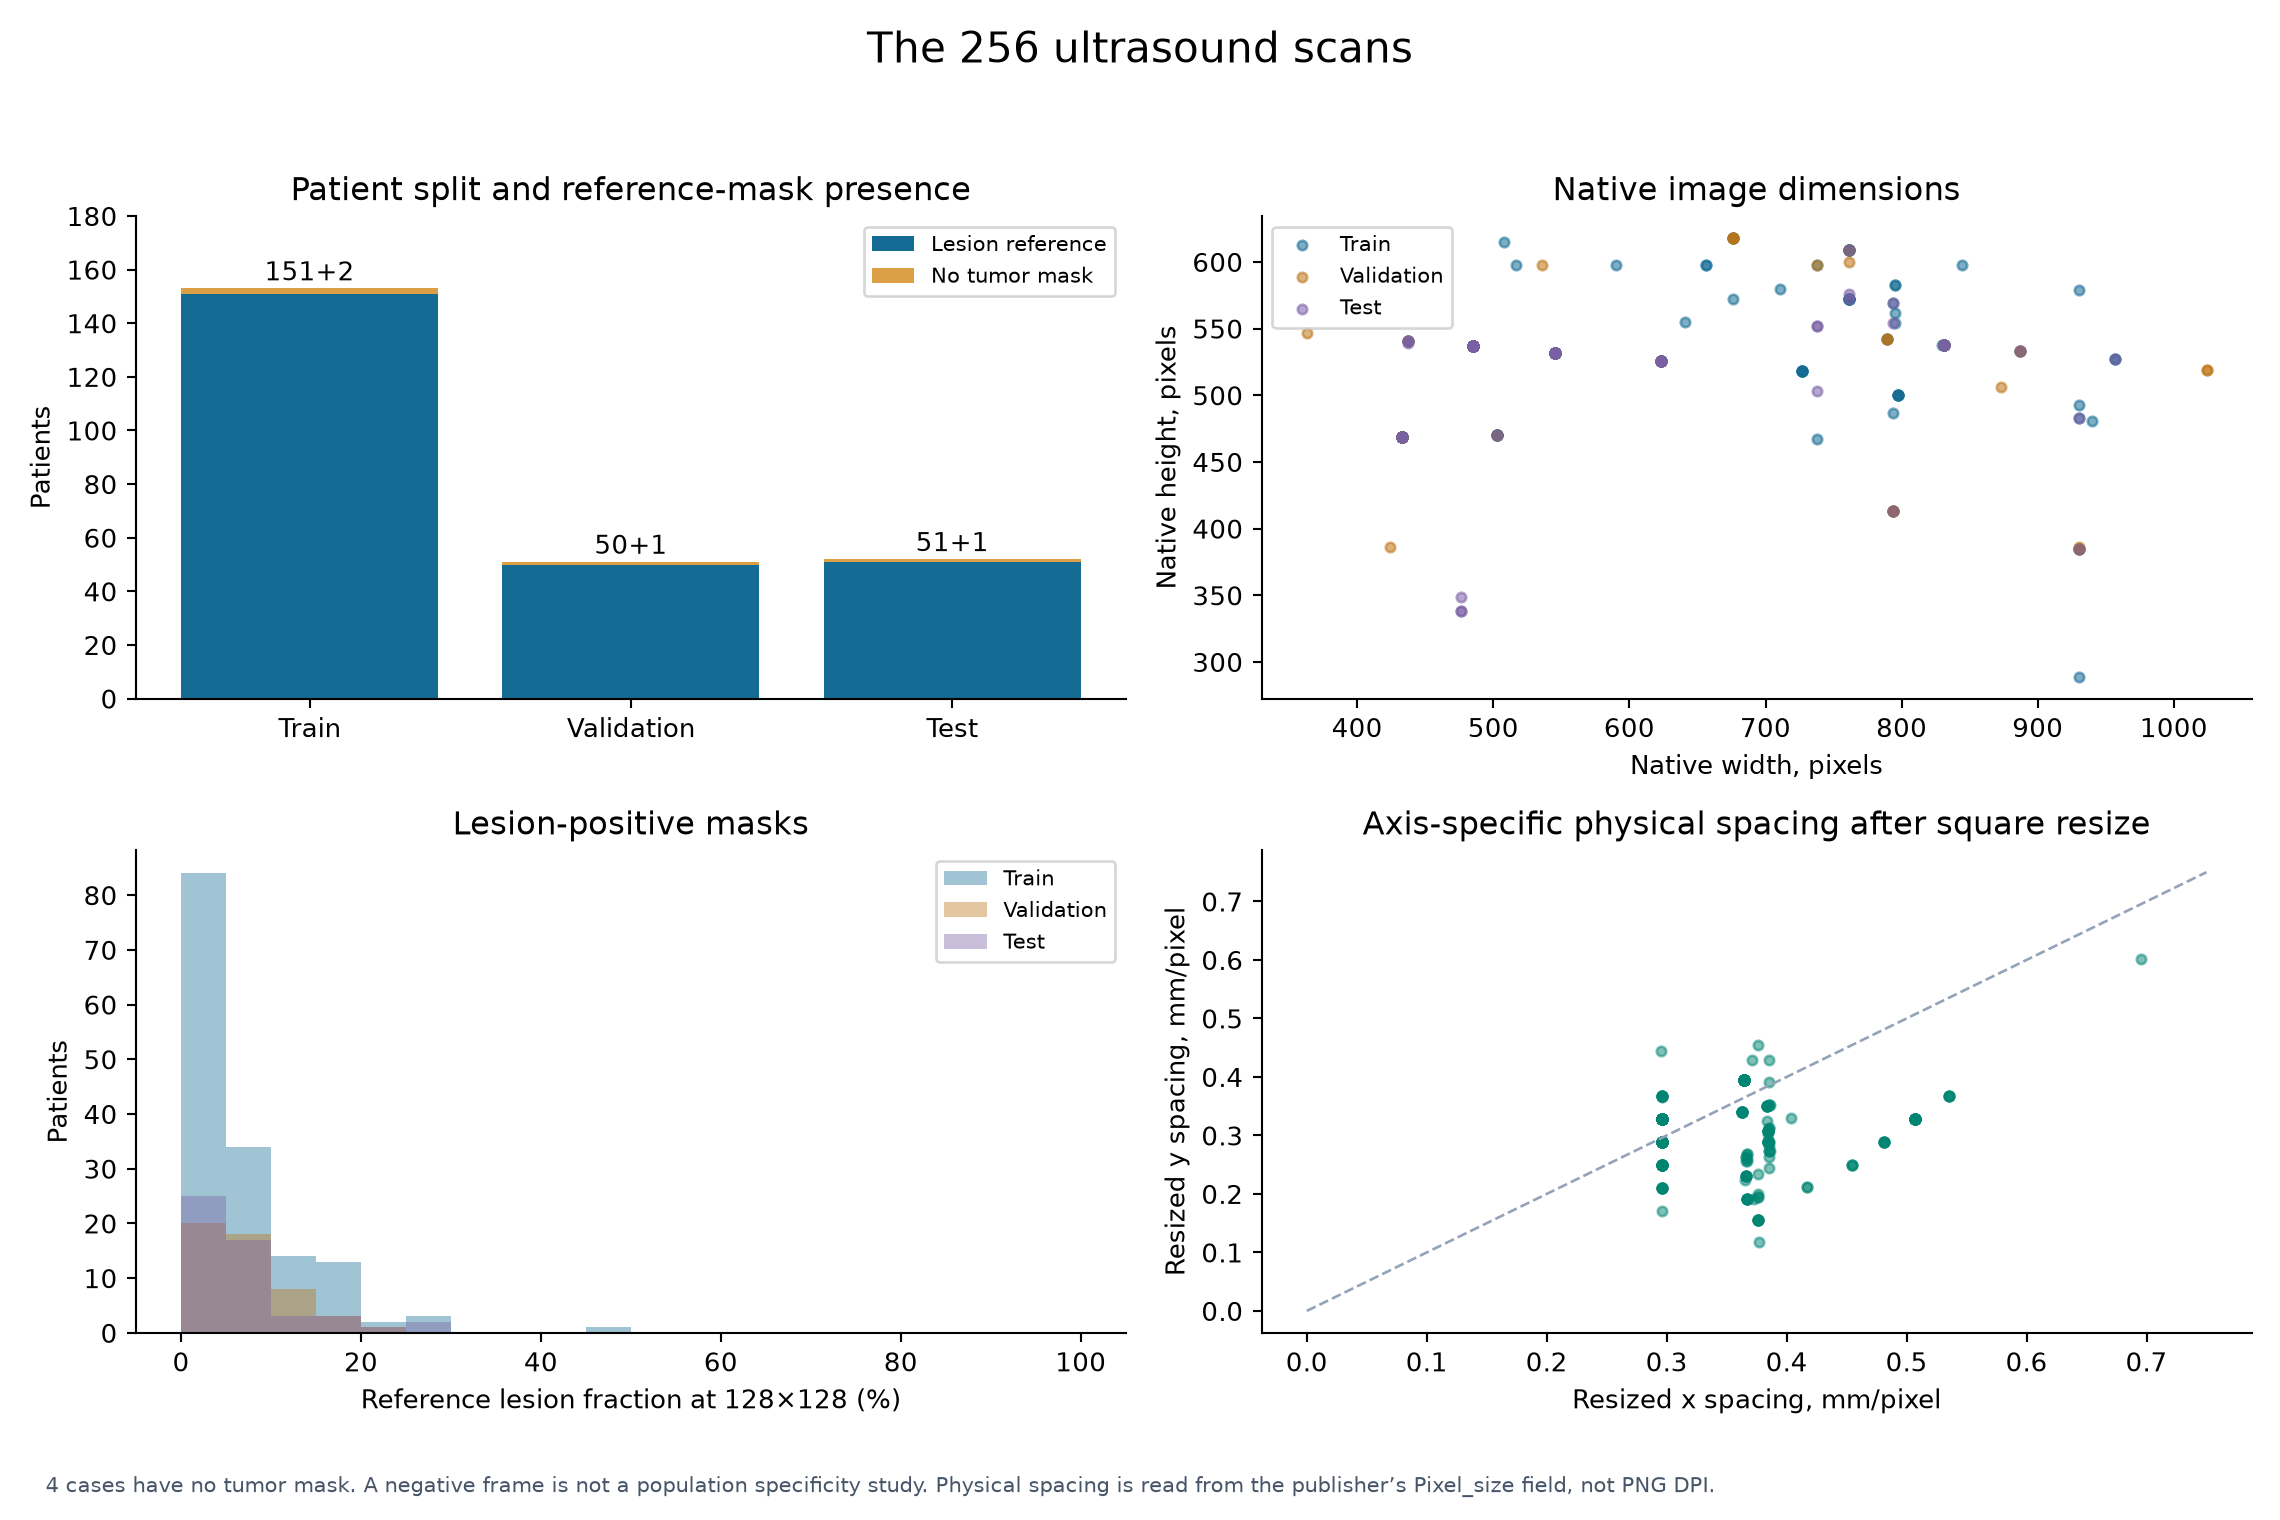 The 256 ultrasound scans
Patient split and reference-mask presence
Patients
180
160
140
120
100
80
60
40
20
0
151+2
50+1
51+1
Lesion reference
No tumor mask
Train
Validation
Test
Native image dimensions
Native height, pixels
600
550
500
450
400
350
300
Train
Validation
Test
400
500
600
700
800
900
1000
Native width, pixels
Lesion-positive masks
Patients
80
70
60
50
40
30
20
10
0
Train
Validation
Test
0
20
40
60
80
100
Reference lesion fraction at 128×128 (%)
Axis-specific physical spacing after square resize
Resized y spacing, mm/pixel
0.7
0.6
0.5
0.4
0.3
0.2
0.1
0.0
0.0
0.1
0.2
0.3
0.4
0.5
0.6
0.7
Resized x spacing, mm/pixel
4 cases have no tumor mask. A negative frame is not a population specificity study. Physical spacing is read from the publisher’s Pixel_size field, not PNG DPI.